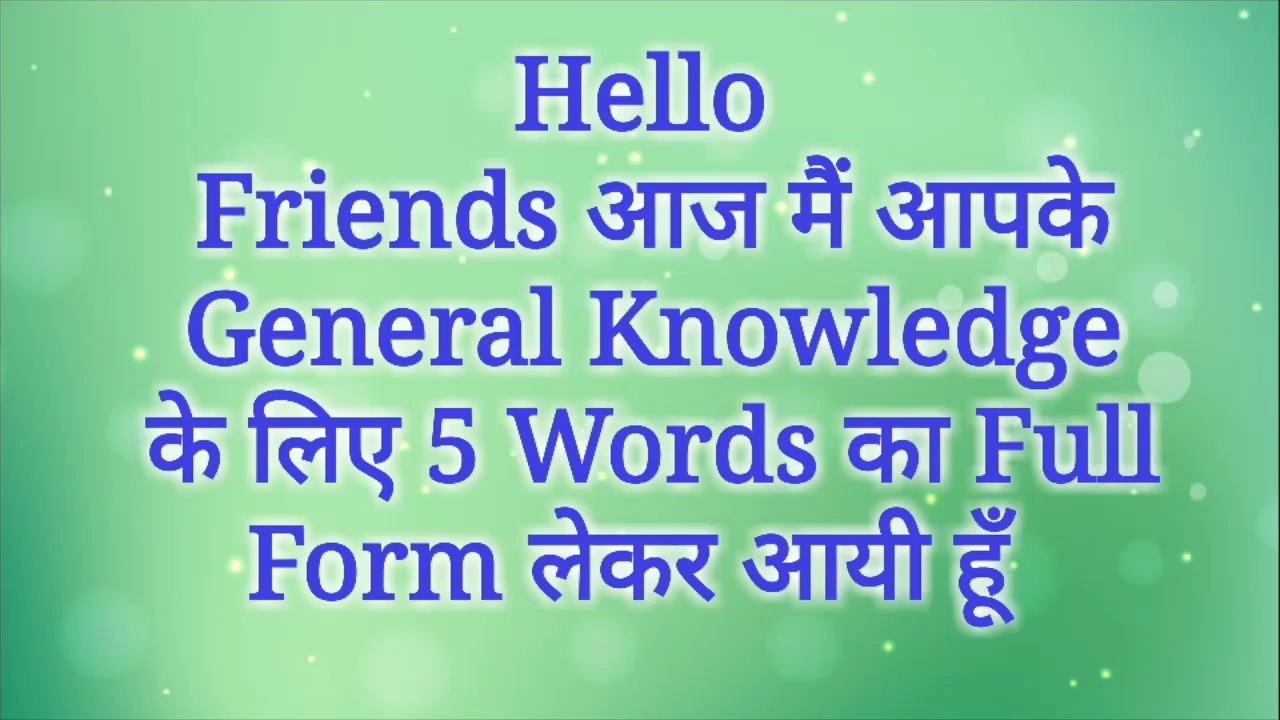 Hello
Friends आज मैं आपके
General Knowledge
के लिए 5 Words का Full
Form लेकर आयी हूँ